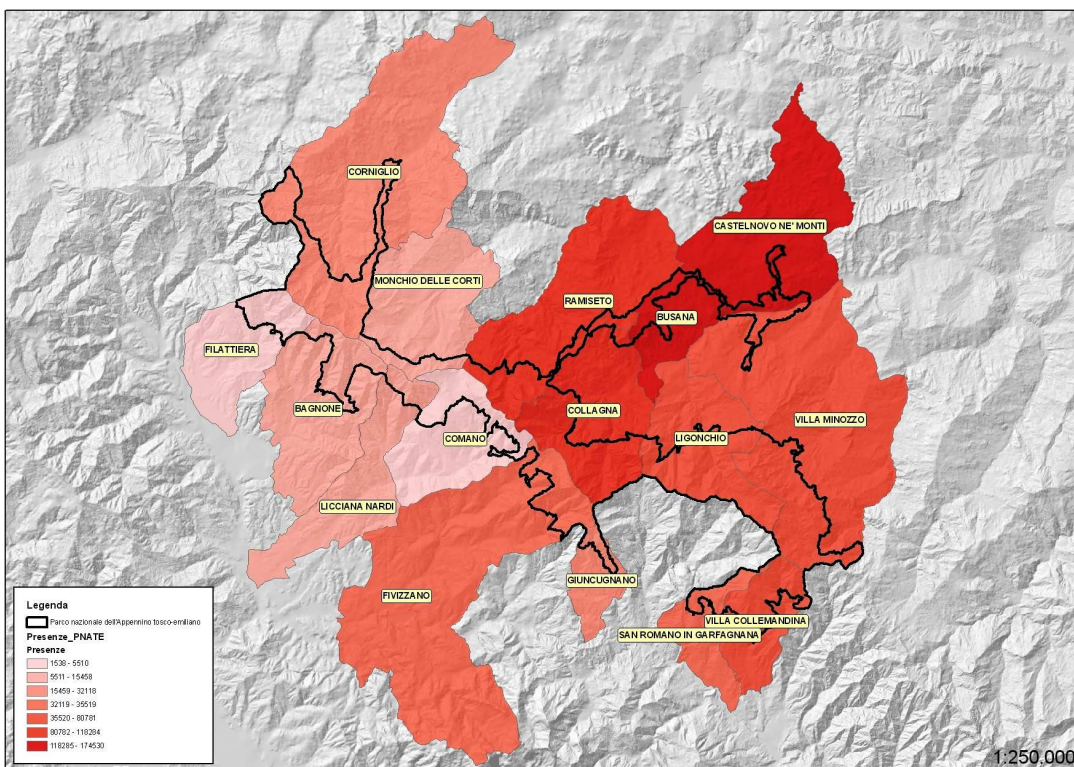 CORNIGLIO
CASTELNOVO NE' MONTI
MONCHIO DELLE CORTI
RAMISETO
BUSANA
FILATTIERA
BAGNONE
COLLAGNA
VILLA MINOZZO
COMANO
LIGONCHIO
LICCIANA NARDI
GIUNCUGNANO
FIVIZZANO
VILLA COLLEMANDINA
SAN ROMANO IN GARFAGNANA
Legenda
Parco nazionale dell'Appennino tosco-emiliano
Presenze_PNATE
Presenze
1538 - 5510
5511 - 15458
15459 - 32118
32119 - 35519
35520 - 80781
80782 - 118284
118285 - 174530
1:250.000